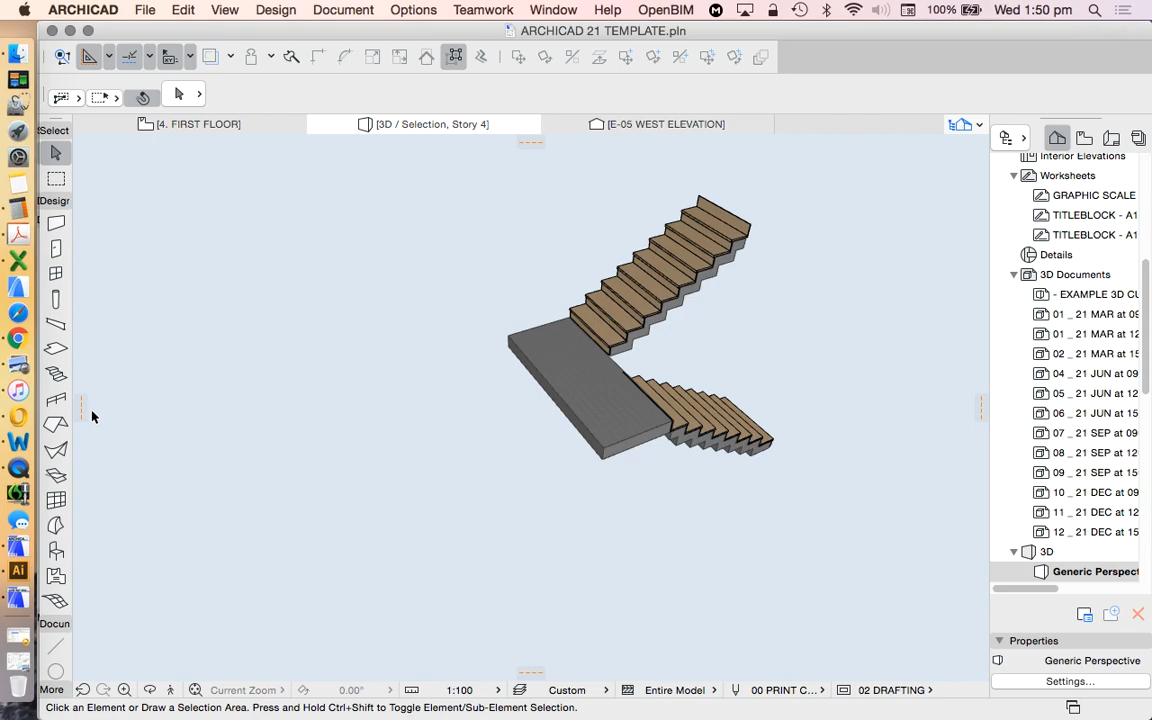 ARCHICAD File Edit View Design Document Options Teamwork Window Help OpenBIM 100% Wed 1:50 pm
ARCHICAD 21 TEMPLATE.pln
[4. FIRST FLOOR] [3D / Selection, Story 4] [E-05 WEST ELEVATION]
Select
Design
Interior Elevations
Worksheets
GRAPHIC SCALE
TITLEBLOCK - A1
TITLEBLOCK - A1
Details
3D Documents
- EXAMPLE 3D CU
01 _ 21 MAR at 09
01 _ 21 MAR at 12
02 _ 21 MAR at 15
04 _ 21 JUN at 09
05 _ 21 JUN at 12
06 _ 21 JUN at 15
07 _ 21 SEP at 09
08 _ 21 SEP at 12
09 _ 21 SEP at 15
10 _ 21 DEC at 09
11 _ 21 DEC at 12
12 _ 21 DEC at 15
3D
Generic Perspect
Docun
Properties
Generic Perspective
Settings...
More Current Zoom 0.00° 1:100 Custom Entire Model 00 PRINT C... 02 DRAFTING
Click an Element or Draw a Selection Area. Press and Hold Ctrl+Shift to Toggle Element/Sub-Element Selection.